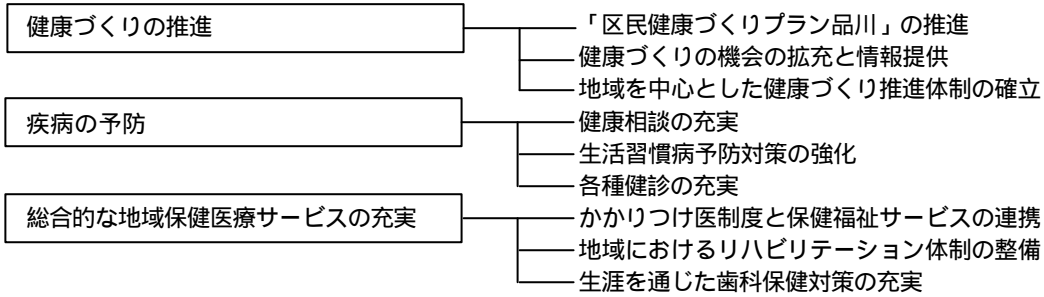 健康づくりの推進
「区民健康づくりプラン品川」の推進
健康づくりの機会の拡充と情報提供
地域を中心とした健康づくり推進体制の確立
疾病の予防
健康相談の充実
生活習慣病予防対策の強化
各種健診の充実
総合的な地域保健医療サービスの充実
かかりつけ医制度と保健福祉サービスの連携
地域におけるリハビリテーション体制の整備
生涯を通じた歯科保健対策の充実